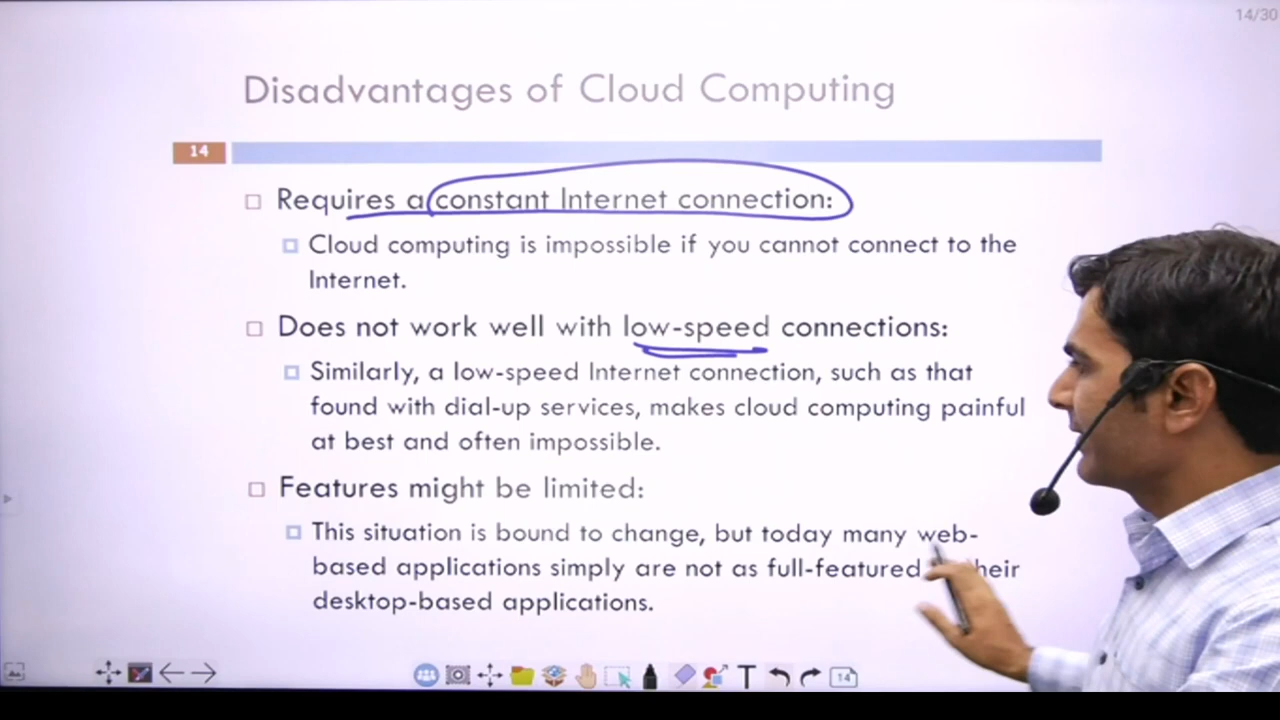 14/30
Disadvantages of Cloud Computing
14
Requires a constant Internet connection:
Cloud computing is impossible if you cannot connect to the
Internet.
Does not work well with low-speed connections:
Similarly, a low-speed Internet connection, such as that
found with dial-up services, makes cloud computing painful
at best and often impossible.
Features might be limited:
This situation is bound to change, but today many web-
based applications simply are not as full-featured
desktop-based applications.
T
14